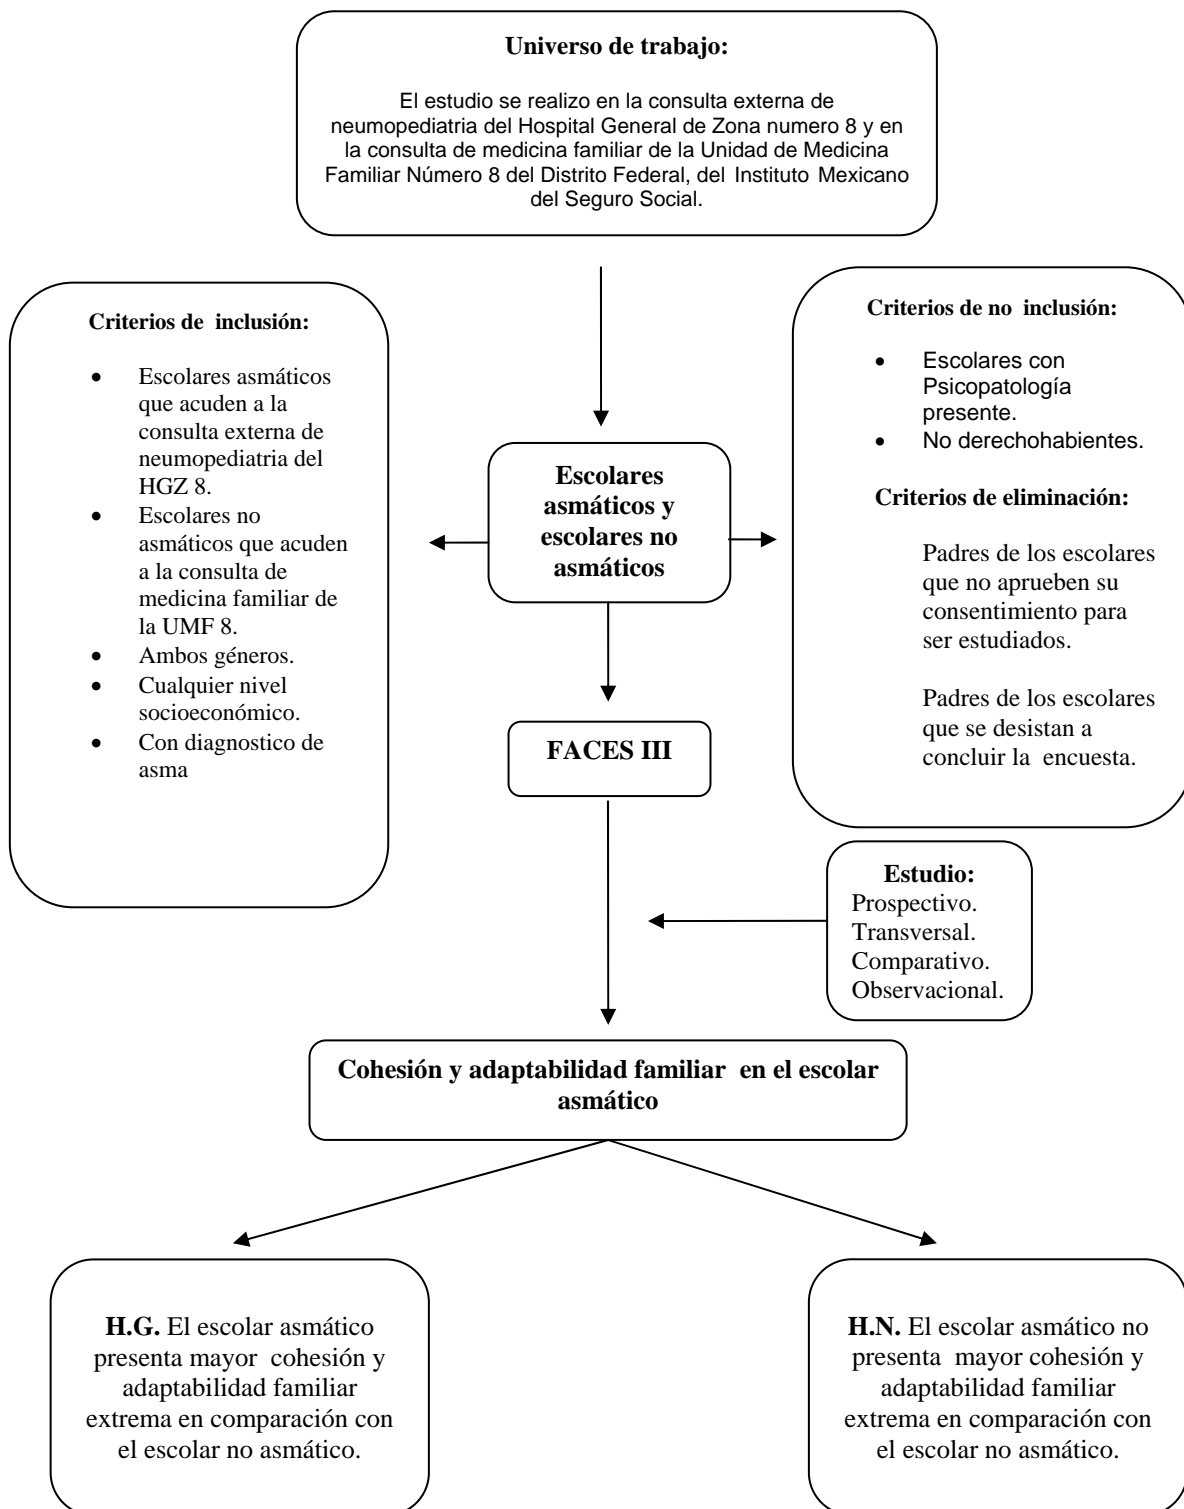 Universo de trabajo:
El estudio se realizo en la consulta externa de
neumopediatria del Hospital General de Zona numero 8 y en
la consulta de medicina familiar de la Unidad de Medicina
Familiar Número 8 del Distrito Federal, del Instituto Mexicano
del Seguro Social.
Criterios de inclusión:
• Escolares asmáticos
que acuden a la
consulta externa de
neumopediatria del
HGZ 8.
• Escolares no
asmáticos que acuden
a la consulta de
medicina familiar de
la UMF 8.
• Ambos géneros.
• Cualquier nivel
socioeconómico.
• Con diagnostico de
asma
Escolares
asmáticos y
escolares no
asmáticos
Criterios de no inclusión:
• Escolares con
Psicopatología
presente.
• No derechohabientes.
Criterios de eliminación:
Padres de los escolares
que no aprueben su
consentimiento para
ser estudiados.
Padres de los escolares
que se desistan a
concluir la encuesta.
FACES III
Estudio:
Prospectivo.
Transversal.
Comparativo.
Observacional.
Cohesión y adaptabilidad familiar en el escolar
asmático
H.G. El escolar asmático
presenta mayor cohesión y
adaptabilidad familiar
extrema en comparación con
el escolar no asmático.
H.N. El escolar asmático no
presenta mayor cohesión y
adaptabilidad familiar
extrema en comparación con
el escolar no asmático.